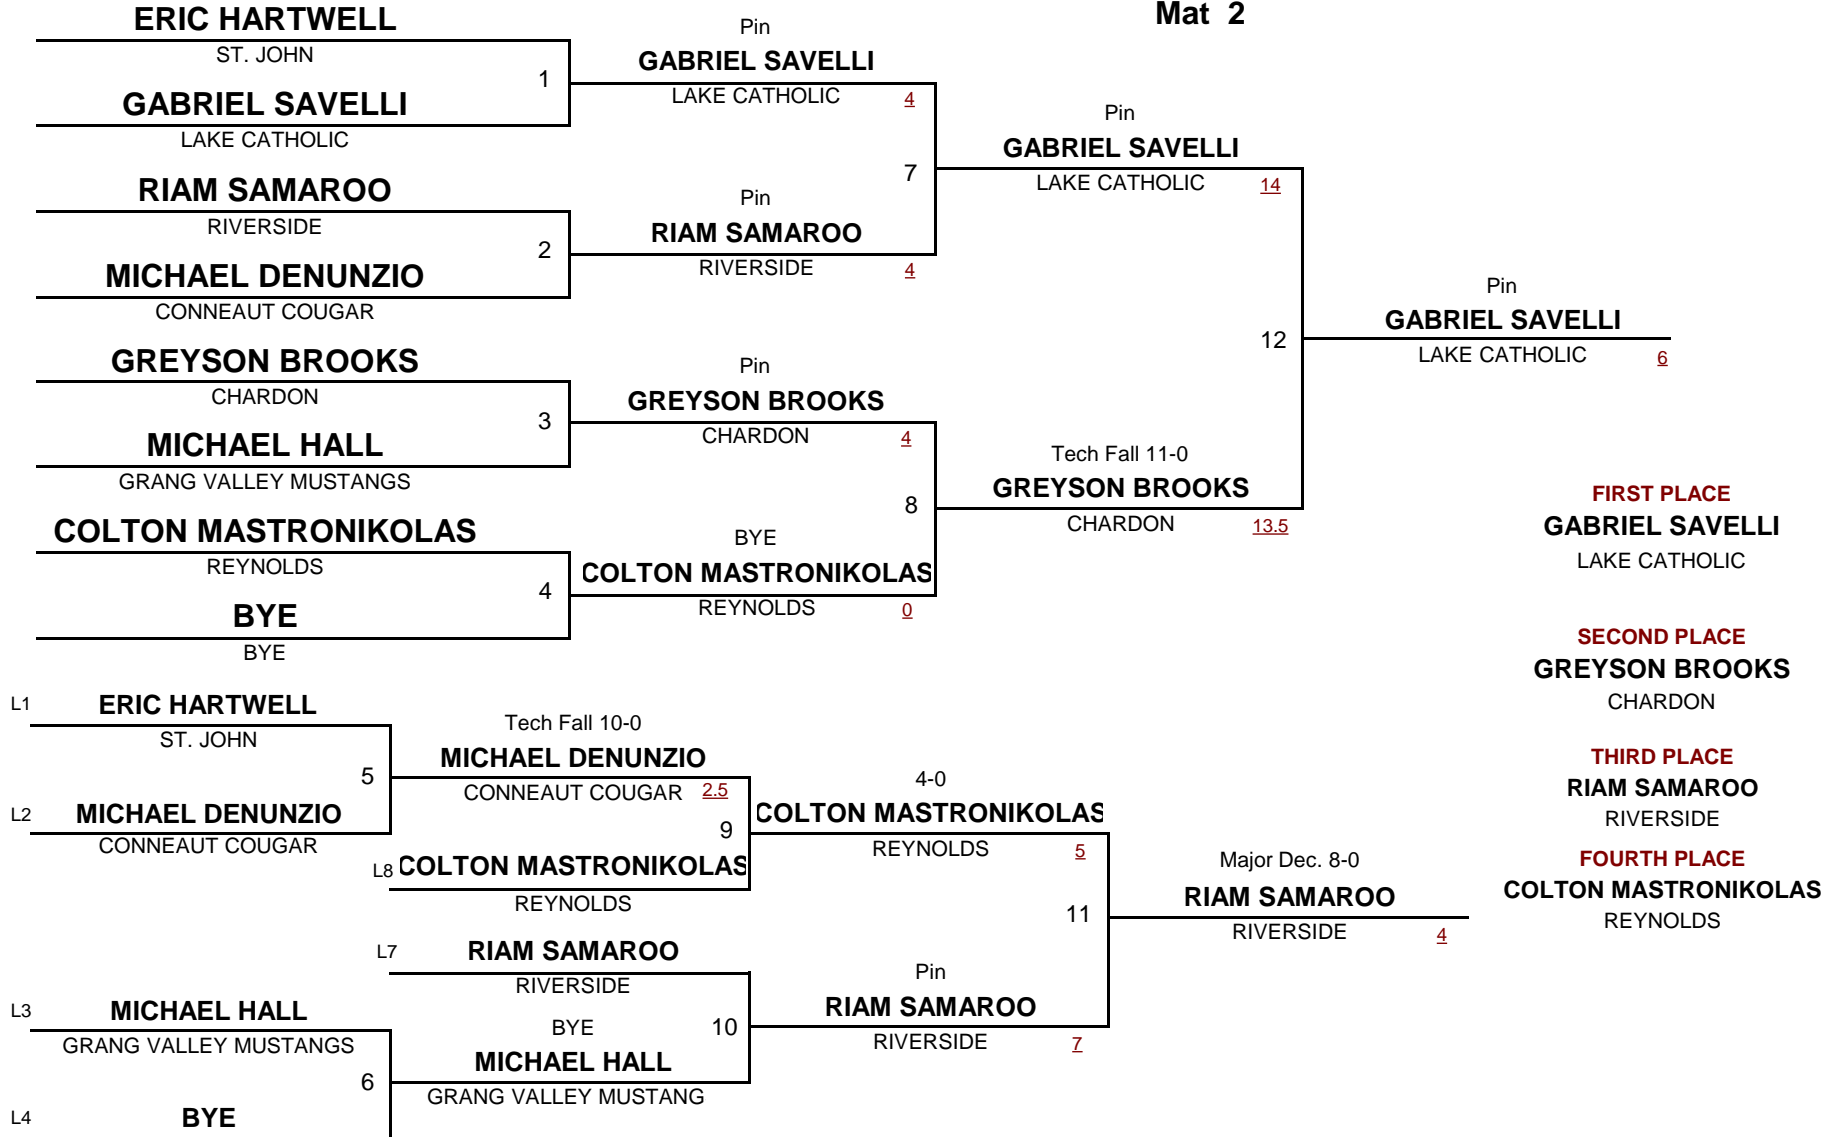 Mat 2
ERIC HARTWELL
ST. JOHN
1
GABRIEL SAVELLI
LAKE CATHOLIC
RIAM SAMAROO
RIVERSIDE
2
MICHAEL DENUNZIO
CONNEAUT COUGAR
GREYSON BROOKS
CHARDON
3
MICHAEL HALL
GRANG VALLEY MUSTANGS
COLTON MASTRONIKOLAS
REYNOLDS
4
BYE
BYE
Pin
GABRIEL SAVELLI
LAKE CATHOLIC 4
7
Pin
RIAM SAMAROO
RIVERSIDE 4
Pin
GREYSON BROOKS
CHARDON 4
8
BYE
COLTON MASTRONIKOLAS
REYNOLDS 0
Pin
GABRIEL SAVELLI
LAKE CATHOLIC 14
12
Tech Fall 11-0
GREYSON BROOKS
CHARDON 13.5
Pin
GABRIEL SAVELLI
LAKE CATHOLIC 6
FIRST PLACE
GABRIEL SAVELLI
LAKE CATHOLIC
SECOND PLACE
GREYSON BROOKS
CHARDON
THIRD PLACE
RIAM SAMAROO
RIVERSIDE
FOURTH PLACE
COLTON MASTRONIKOLAS
REYNOLDS
L1 ERIC HARTWELL
ST. JOHN
5
L2 MICHAEL DENUNZIO
CONNEAUT COUGAR
L3 MICHAEL HALL
GRANG VALLEY MUSTANGS
6
L4 BYE
Tech Fall 10-0
MICHAEL DENUNZIO
CONNEAUT COUGAR 2.5
9
L8 COLTON MASTRONIKOLAS
REYNOLDS
L7 RIAM SAMAROO
RIVERSIDE
BYE 10
MICHAEL HALL
GRANG VALLEY MUSTANG
4-0
COLTON MASTRONIKOLAS
REYNOLDS 5
11
Pin
RIAM SAMAROO
RIVERSIDE 7
Major Dec. 8-0
RIAM SAMAROO
RIVERSIDE 4